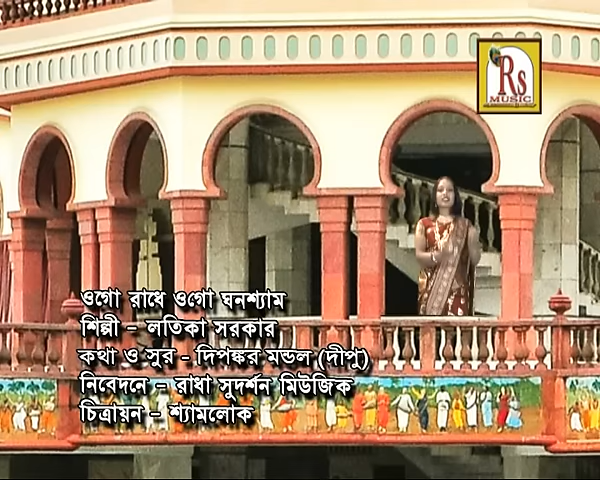 Rs
MUSIC
ওগো রাধে ওগো ঘনশ্যাম
শিল্পী - লতিকা সরকার
কথা ও সুর - দিপঙ্কর মন্ডল (দীপু)
নিবেদনে - রাধা সুদর্শন মিউজিক
চিত্রায়ন - শ্যামলোক